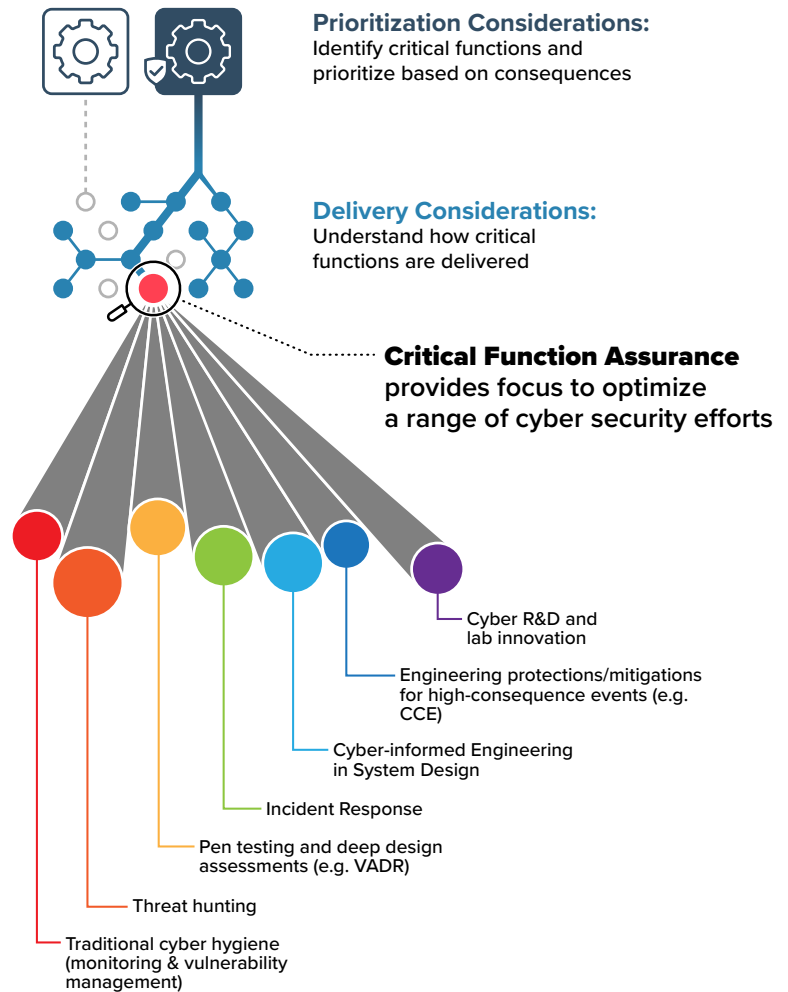 Prioritization Considerations:
Identify critical functions and
prioritize based on consequences
Delivery Considerations:
Understand how critical
functions are delivered
Critical Function Assurance
provides focus to optimize
a range of cyber security efforts
Cyber R&D and
lab innovation
Engineering protections/mitigations
for high-consequence events (e.g.
CCE)
Cyber-informed Engineering
in System Design
Incident Response
Pen testing and deep design
assessments (e.g. VADR)
Threat hunting
Traditional cyber hygiene
(monitoring & vulnerability
management)